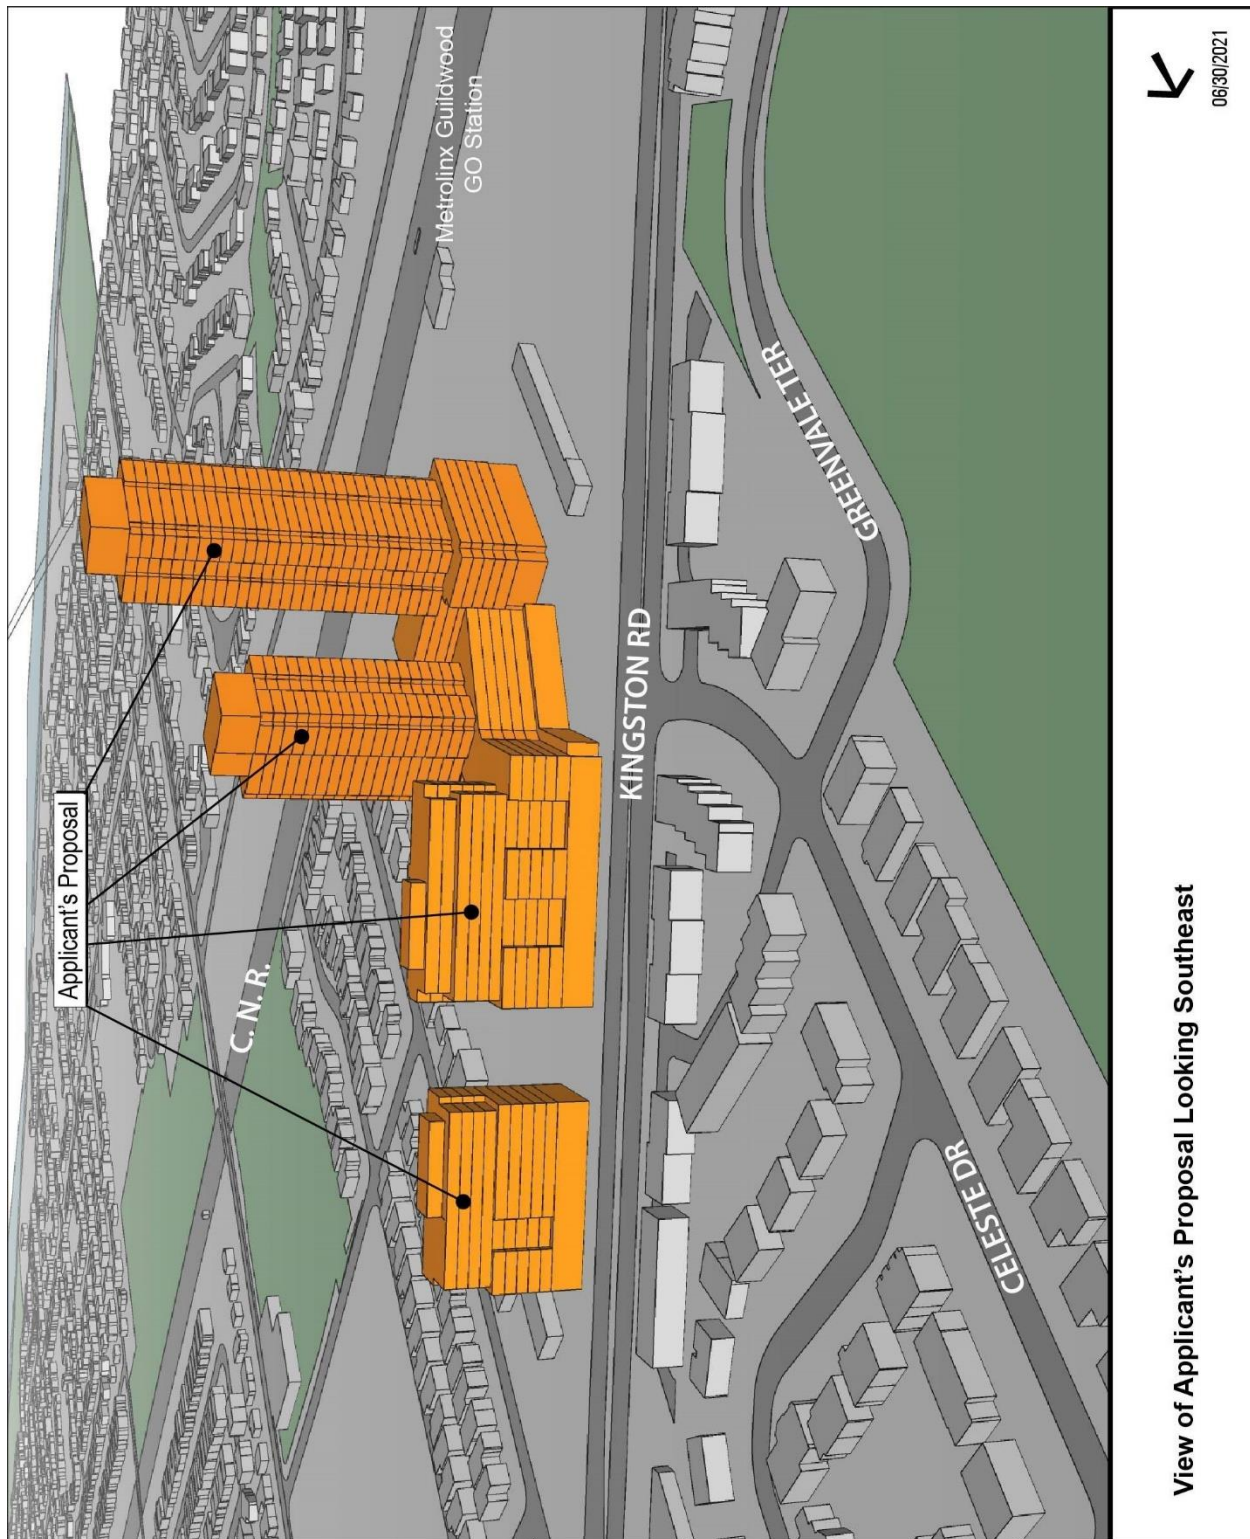 Applicant's Proposal
C. N. R.
Metrolinx Guildwood
GO Station
KINGSTON RD
GREENVALE TER
CELESTE DR
View of Applicant's Proposal Looking Southeast
06/30/2021